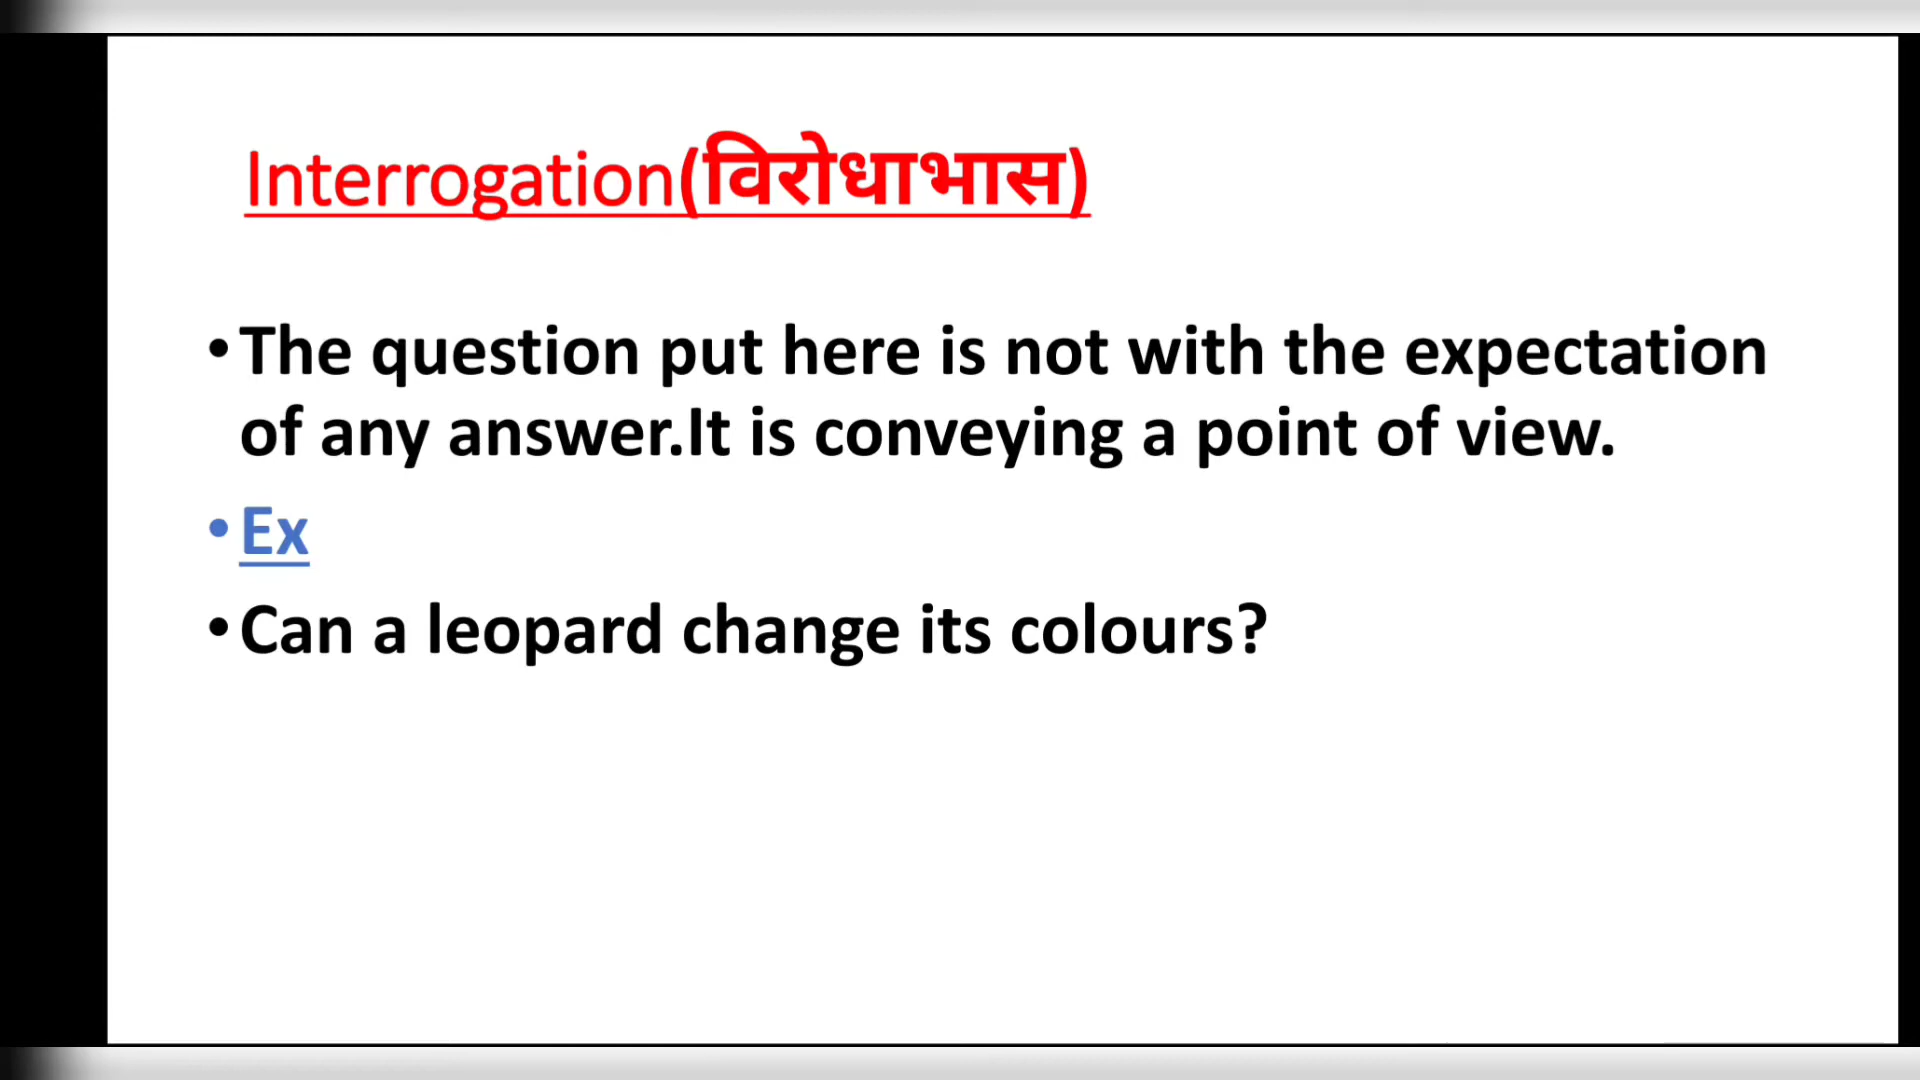 Interrogation(विरोधाभास)
•The question put here is not with the expectation
of any answer.It is conveying a point of view.
•Ex
•Can a leopard change its colours?